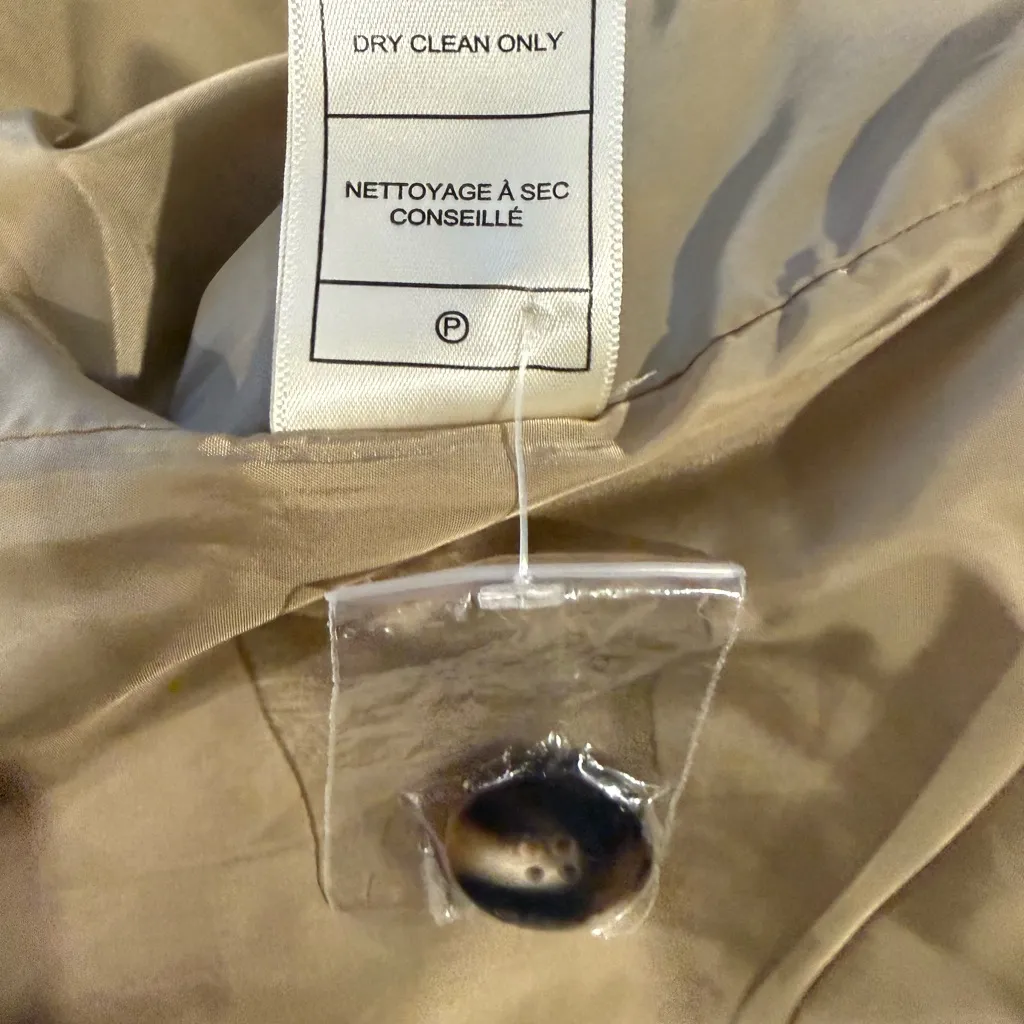 DRY CLEAN ONLY
NETTOYAGE À SEC
CONSEILLÉ
P